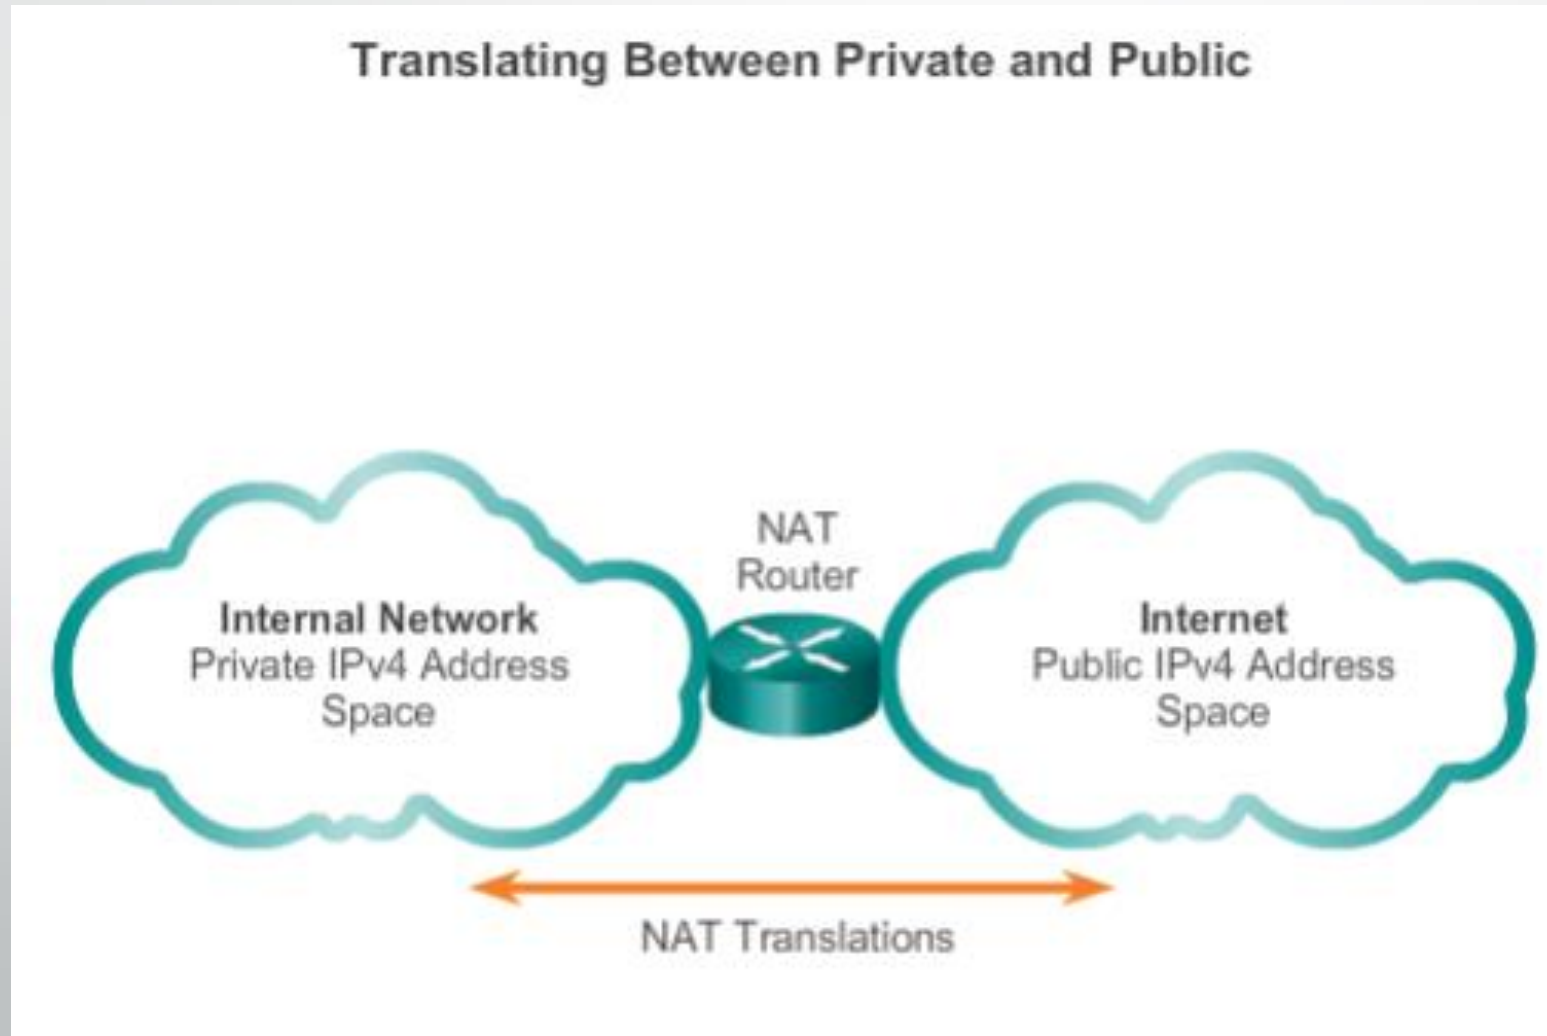 Translating Between Private and Public
NAT
Router
Internal Network
Private IPv4 Address
Space
Internet
Public IPv4 Address
Space
NAT Translations